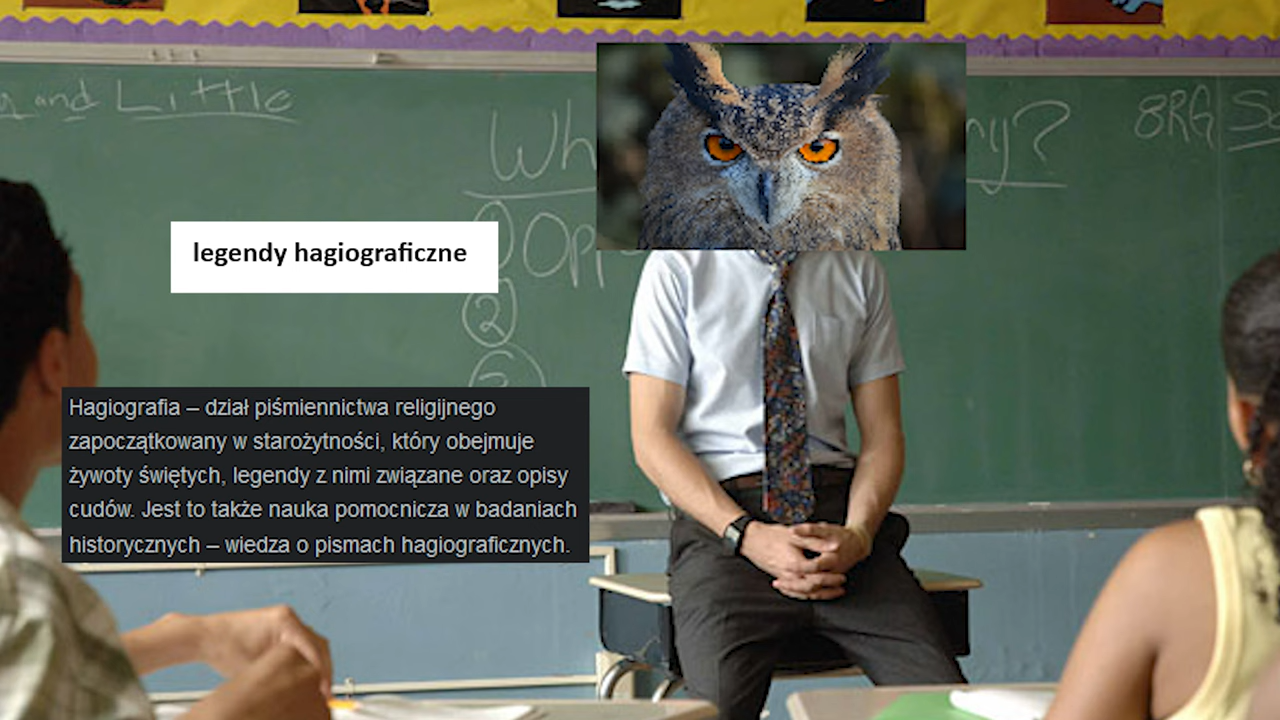 and Little
Wh
ry?
8RG
legendy hagiograficzne
②
Hagiografia – dział piśmiennictwa religijnego
zapoczątkowany w starożytności, który obejmuje
żywoty świętych, legendy z nimi związane oraz opisy
cudów. Jest to także nauka pomocnicza w badaniach
historycznych – wiedza o pismach hagiograficznych.